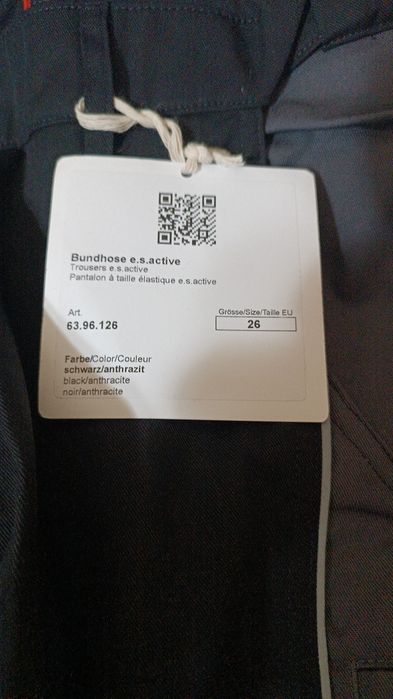 Bundhose e.s.active
Trousers e.s.active
Pantalon à taille élastique e.s.active
Art.
63.96.126
Grösse/Size/Taille EU
26
Farbe/Color/Couleur
schwarz/anthrazit
black/anthracite
noir/anthracite